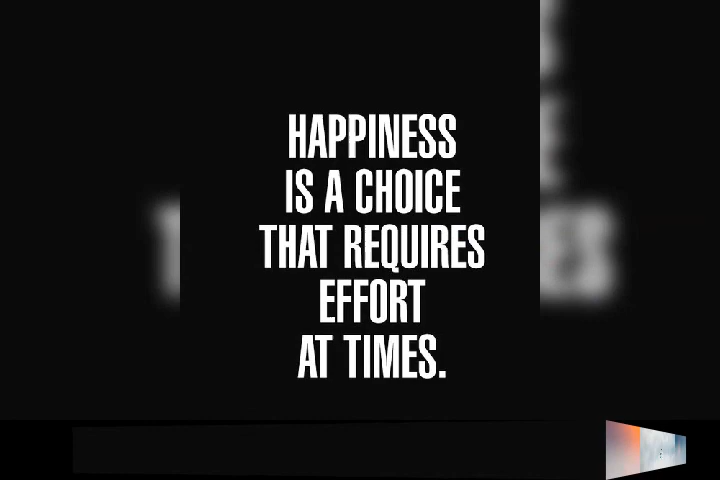 HAPPINESS
IS A CHOICE
THAT REQUIRES
EFFORT
AT TIMES.